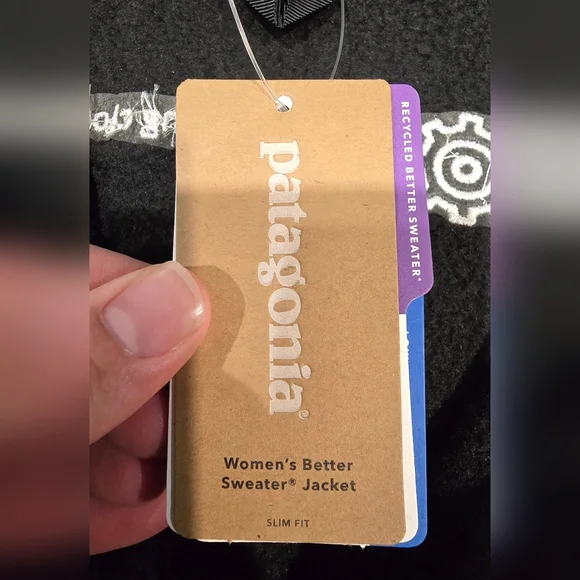 patagonia®
RECYCLED BETTER SWEATER®
Women's Better
Sweater® Jacket
SLIM FIT